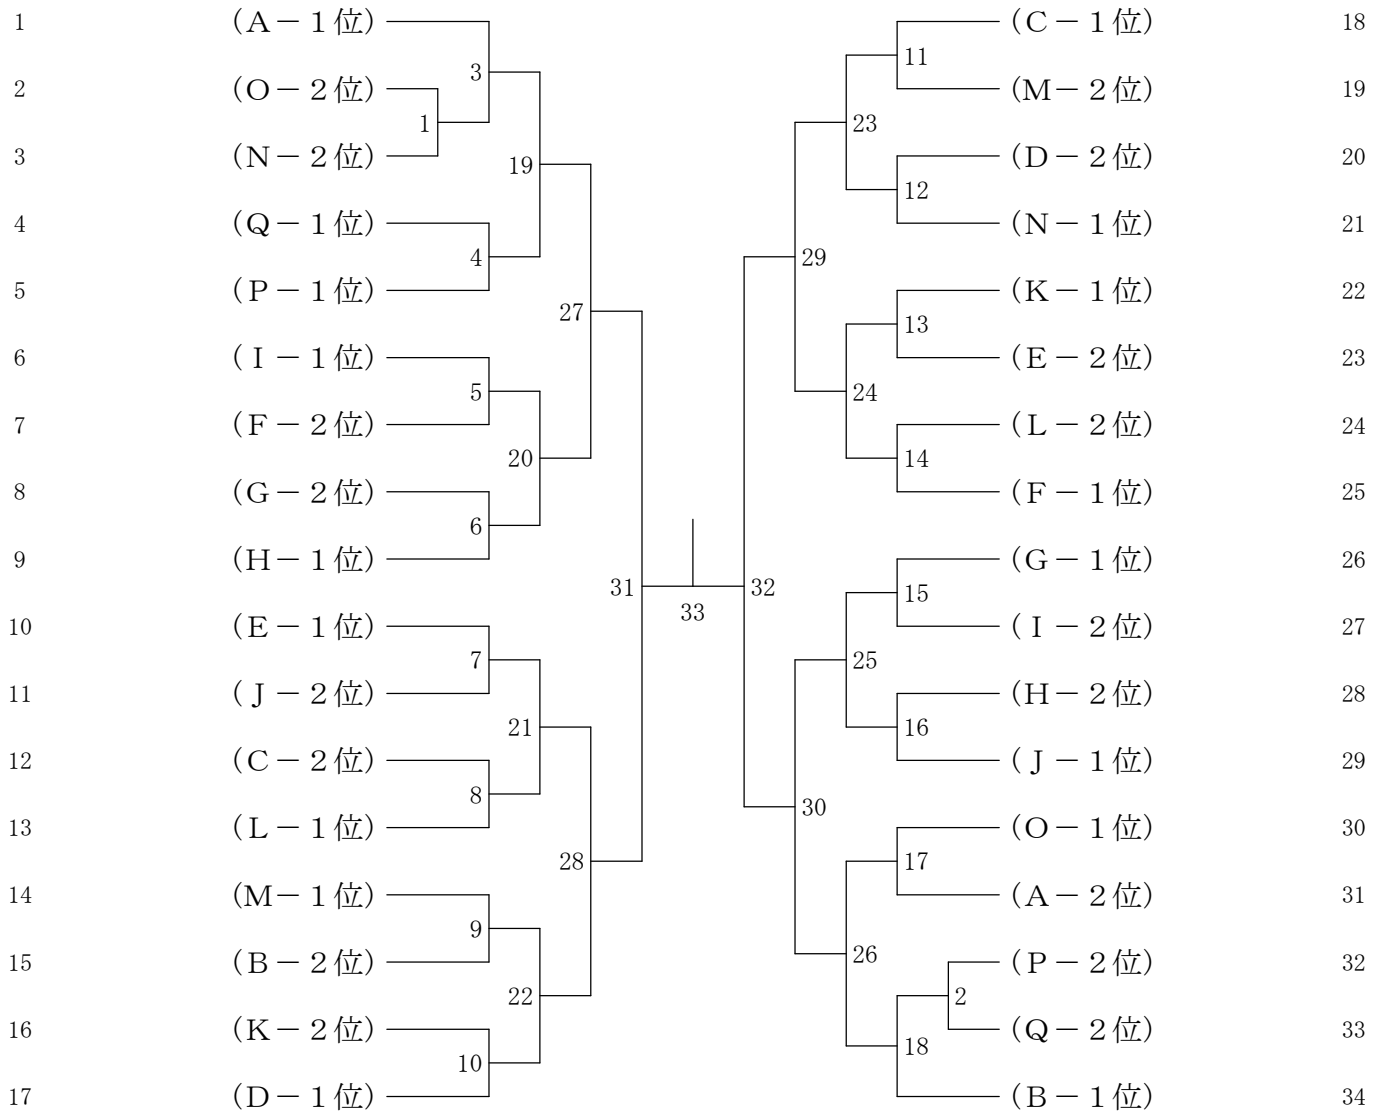 1 (A－1位) (C－1位) 18
11
3
2 (O－2位) (M－2位) 19
1 23
3 (N－2位) (D－2位) 20
19 12
4 (Q－1位) (N－1位) 21
4 29
5 (P－1位) (K－1位) 22
27 13
6 (I－1位) (E－2位) 23
5 24
7 (F－2位) (L－2位) 24
20 14
8 (G－2位) (F－1位) 25
6
9 (H－1位) (G－1位) 26
31 32 15
33
10 (E－1位) (I－2位) 27
7 25
11 (J－2位) (H－2位) 28
21 16
12 (C－2位) (J－1位) 29
8 30
13 (L－1位) (O－1位) 30
28 17
14 (M－1位) (A－2位) 31
9 26
15 (B－2位) (P－2位) 32
22 2
16 (K－2位) (Q－2位) 33
10 18
17 (D－1位) (B－1位) 34